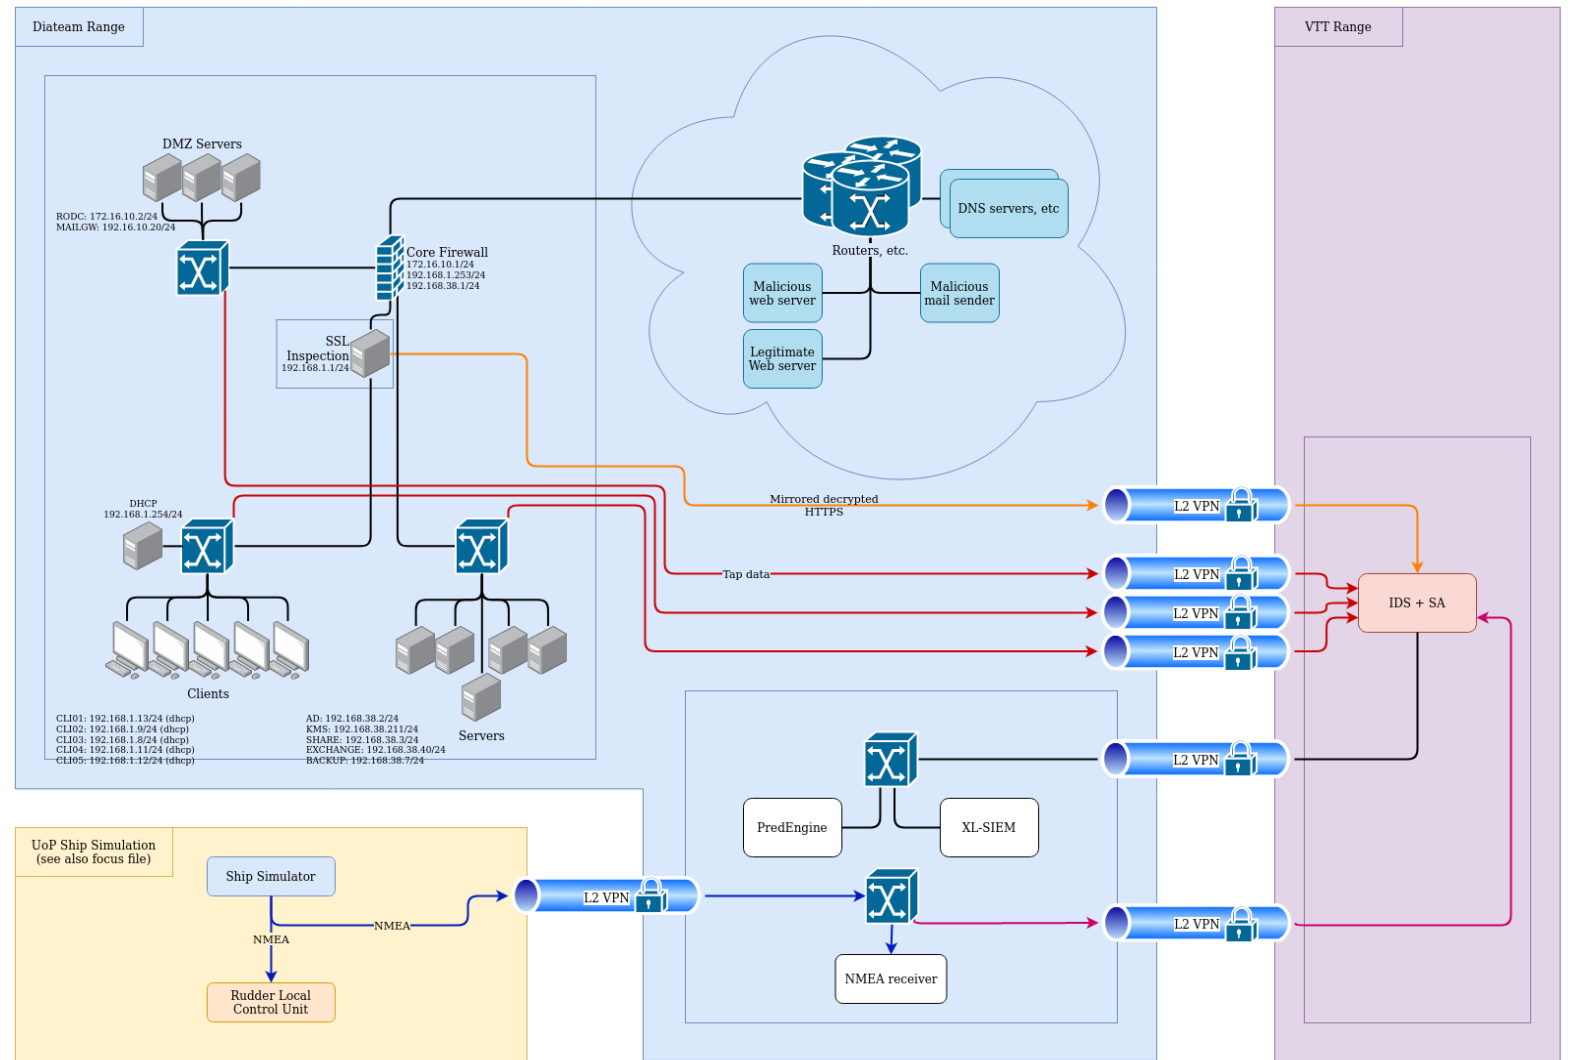 Diateam Range
VTT Range
DMZ Servers
RODC: 172.16.10.2/24
MAILGW: 192.16.10.20/24
Core Firewall
172.16.10.1/24
192.168.1.253/24
192.168.38.1/24
DNS servers, etc
Routers, etc.
Malicious
web server
Malicious
mail sender
SSL
Inspection
192.168.1.1/24
Legitimate
Web server
DHCP
192.168.1.254/24
Mirrored decrypted
HTTPS
L2 VPN
Tap data
L2 VPN
L2 VPN
L2 VPN
IDS + SA
Clients
CLI01: 192.168.1.13/24 (dhcp)
CLI02: 192.168.1.9/24 (dhcp)
CLI03: 192.168.1.8/24 (dhcp)
CLI04: 192.168.1.11/24 (dhcp)
CLI05: 192.168.1.12/24 (dhcp)
AD: 192.168.38.2/24
KMS: 192.168.38.211/24
SHARE: 192.168.38.3/24
EXCHANGE: 192.168.38.40/24
BACKUP: 192.168.38.7/24
Servers
L2 VPN
PredEngine
XL-SIEM
UoP Ship Simulation
(see also focus file)
Ship Simulator
NMEA
NMEA
L2 VPN
L2 VPN
NMEA receiver
Rudder Local
Control Unit